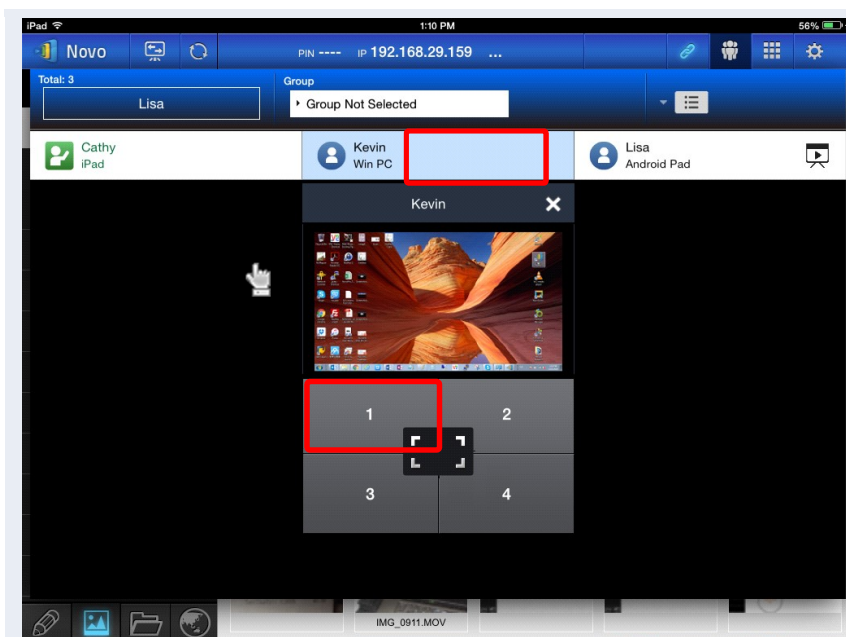 iPad 1:10 PM 56%
Novo PIN ---- IP 192.168.29.159 ...
Total: 3 Group
Lisa Group Not Selected
Cathy Kevin Lisa
iPad Win PC Android Pad
Kevin
1 2
3 4
IMG_0911.MOV